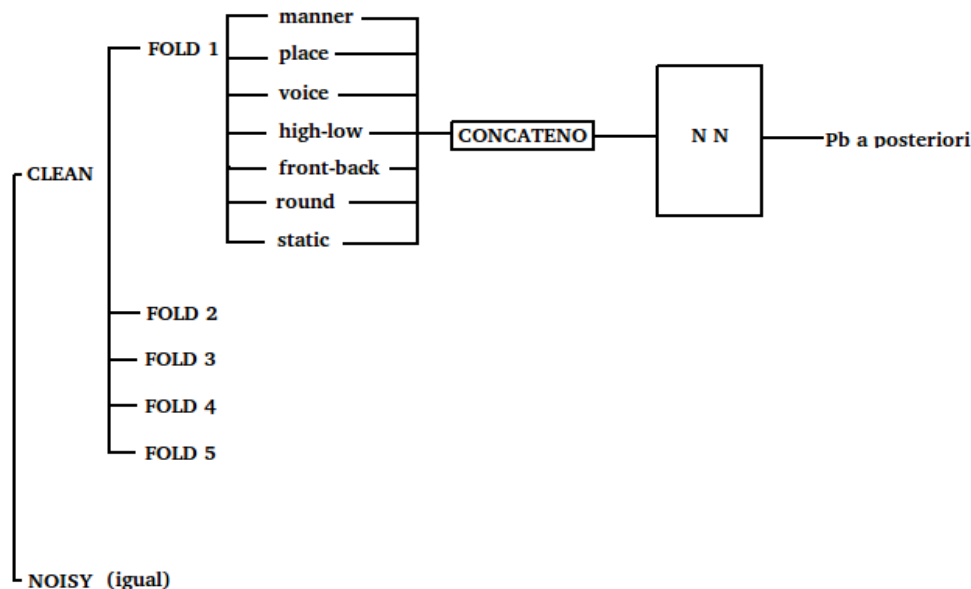 manner
FOLD 1
place
voice
high-low
CONCATENO
N N
Pb a posteriori
front-back
CLEAN
round
static
FOLD 2
FOLD 3
FOLD 4
FOLD 5
NOISY (igual)